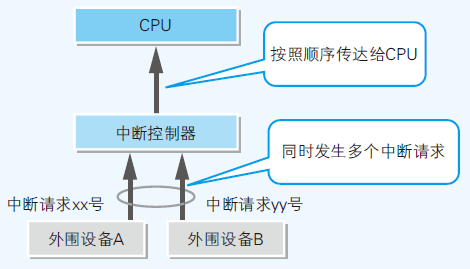 CPU
按照顺序传达给CPU
中断控制器
同时发生多个中断请求
中断请求xx号
中断请求yy号
外围设备A
外围设备B